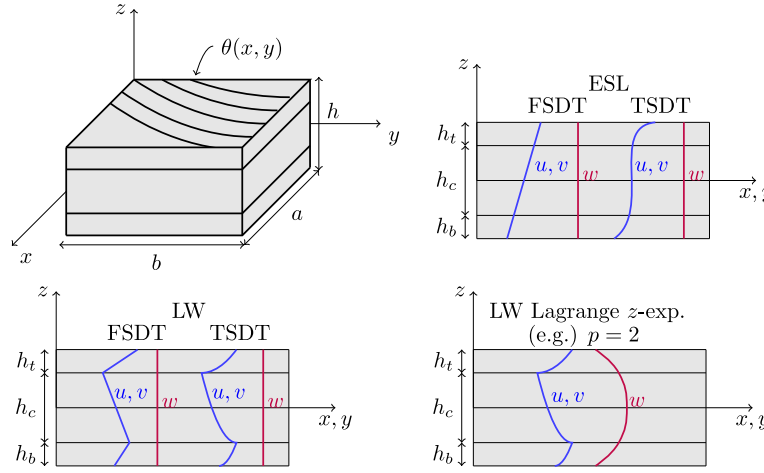 z
θ(x, y)
h
y
a
x
b
z
ESL
FSDT TSDT
h_t
u, v w u, v w
h_c
x,
h_b
z
LW
FSDT TSDT
h_t
u, v w u, v w
h_c
x, y
h_b
z
LW Lagrange z-exp.
(e.g.) p = 2
h_t
u, v w
h_c
x, y
h_b